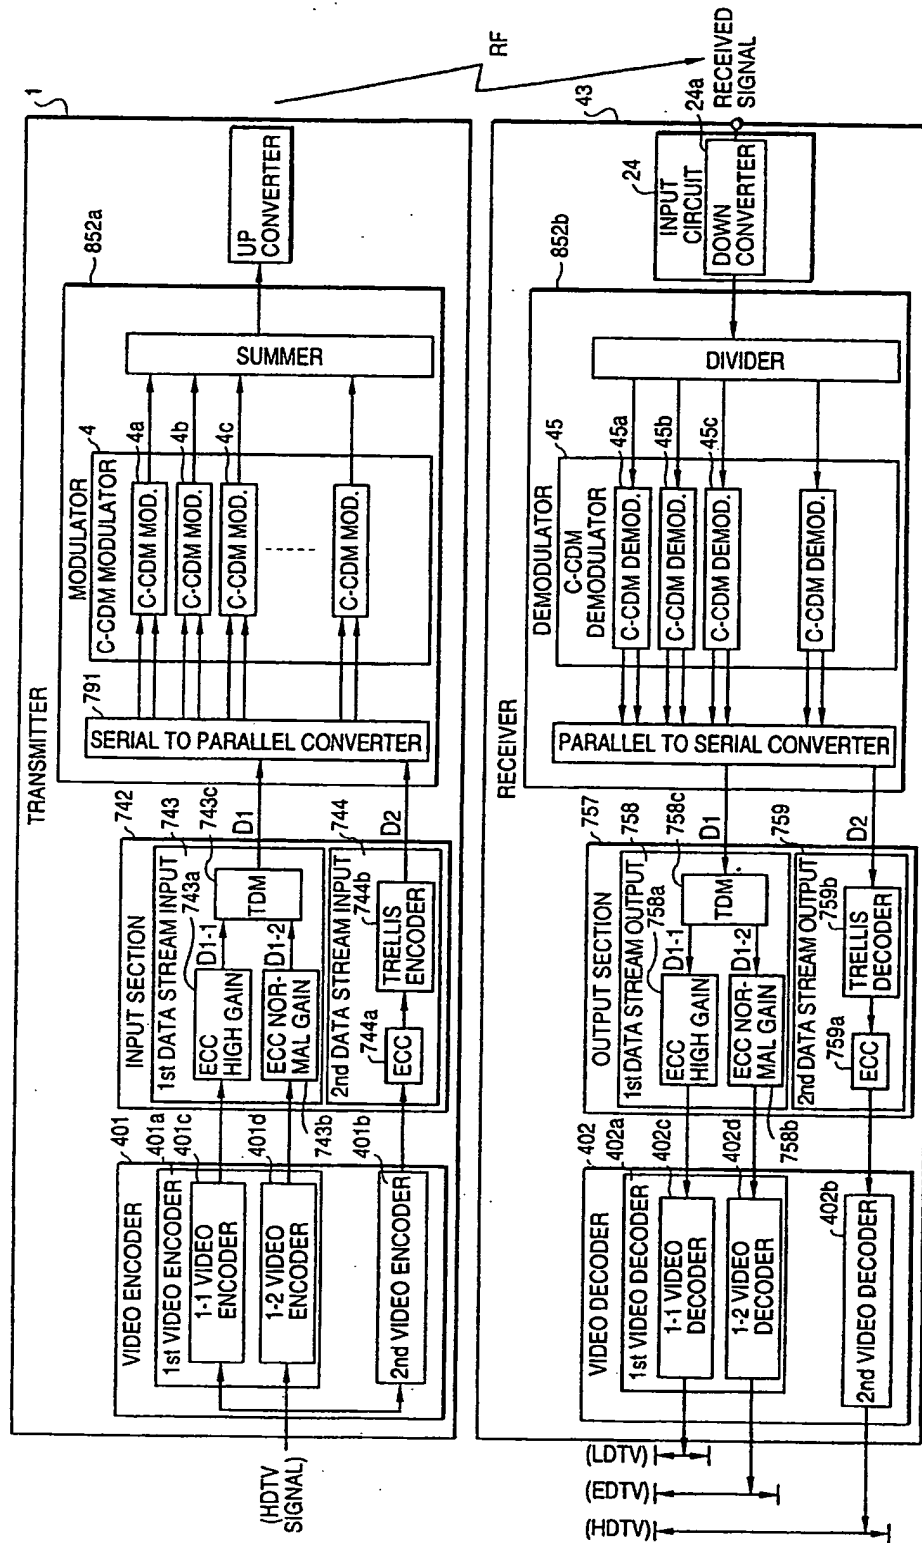 TRANSMITTER
1
VIDEO ENCODER
401
1st VIDEO ENCODER
401a
401c
1-1 VIDEO
ENCODER
401d
1-2 VIDEO
ENCODER
401b
2nd VIDEO ENCODER
(HDTV
SIGNAL)
INPUT SECTION
742
1st DATA STREAM INPUT
743
743a
743c
ECC
HIGH GAIN
D1-1
TDM
D1-2
ECC NOR-
MAL GAIN
743b
2nd DATA STREAM INPUT
744
744a
744b
ECC
TRELLIS
ENCODER
D1
D2
MODULATOR
852a
791
SERIAL TO PARALLEL CONVERTER
C-CDM MODULATOR
4
4a
C-CDM MOD.
4b
C-CDM MOD.
4c
C-CDM MOD.
C-CDM MOD.
SUMMER
UP
CONVERTER
RF
RECEIVER
43
RECEIVED
SIGNAL
24
INPUT
CIRCUIT
24a
DOWN
CONVERTER
852b
DIVIDER
DEMODULATOR
45
C-CDM
DEMODULATOR
45a
C-CDM DEMOD.
45b
C-CDM DEMOD.
45c
C-CDM DEMOD.
C-CDM DEMOD.
PARALLEL TO SERIAL CONVERTER
D1
D2
OUTPUT SECTION
757
1st DATA STREAM OUTPUT
758
758a
758c
ECC
HIGH GAIN
D1-1
TDM
D1-2
ECC NOR-
MAL GAIN
758b
2nd DATA STREAM OUTPUT
759
759a
759b
ECC
TRELLIS
DECODER
VIDEO DECODER
402
1st VIDEO DECODER
402a
402c
1-1 VIDEO
DECODER
402d
1-2 VIDEO
DECODER
402b
2nd VIDEO DECODER
(LDTV)
(EDTV)
(HDTV)